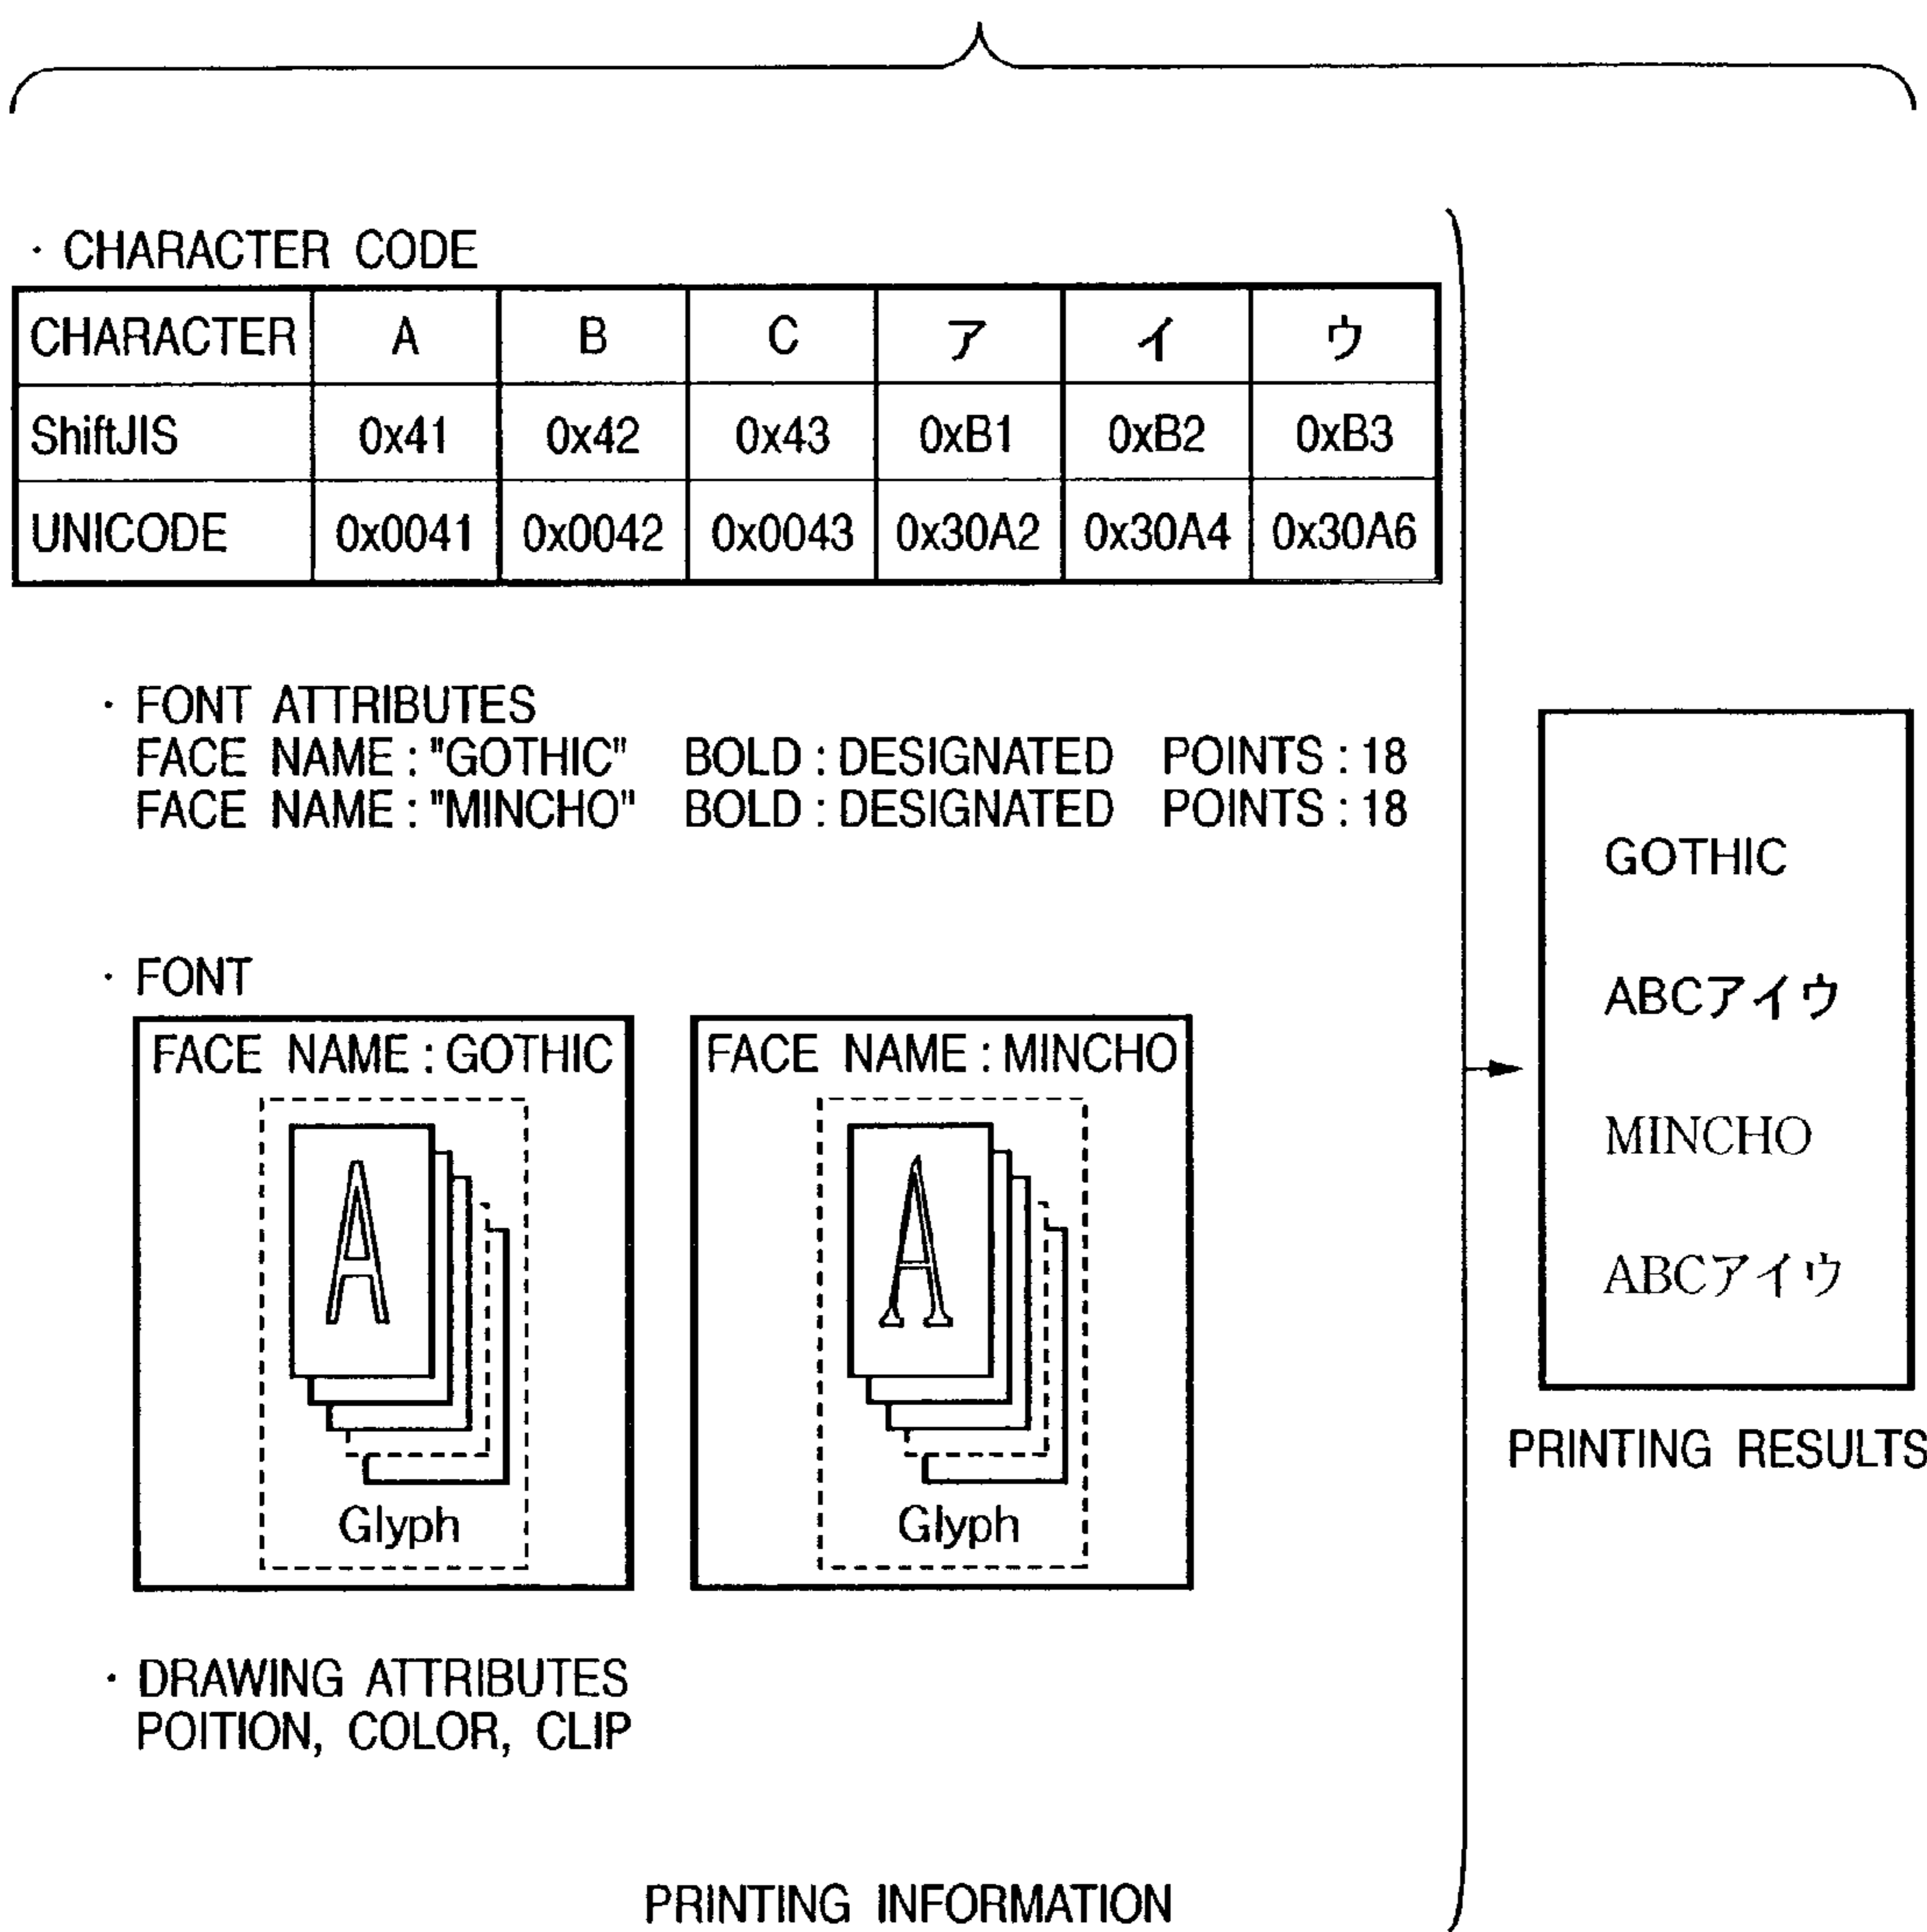 · CHARACTER CODE
CHARACTER A B C ア イ ウ
ShiftJIS 0x41 0x42 0x43 0xB1 0xB2 0xB3
UNICODE 0x0041 0x0042 0x0043 0x30A2 0x30A4 0x30A6
· FONT ATTRIBUTES
FACE NAME : "GOTHIC" BOLD : DESIGNATED POINTS : 18
FACE NAME : "MINCHO" BOLD : DESIGNATED POINTS : 18
· FONT
FACE NAME : GOTHIC
A
Glyph
FACE NAME : MINCHO
A
Glyph
· DRAWING ATTRIBUTES
POITION, COLOR, CLIP
PRINTING INFORMATION
GOTHIC
ABCアイウ
MINCHO
ABCアイウ
PRINTING RESULTS